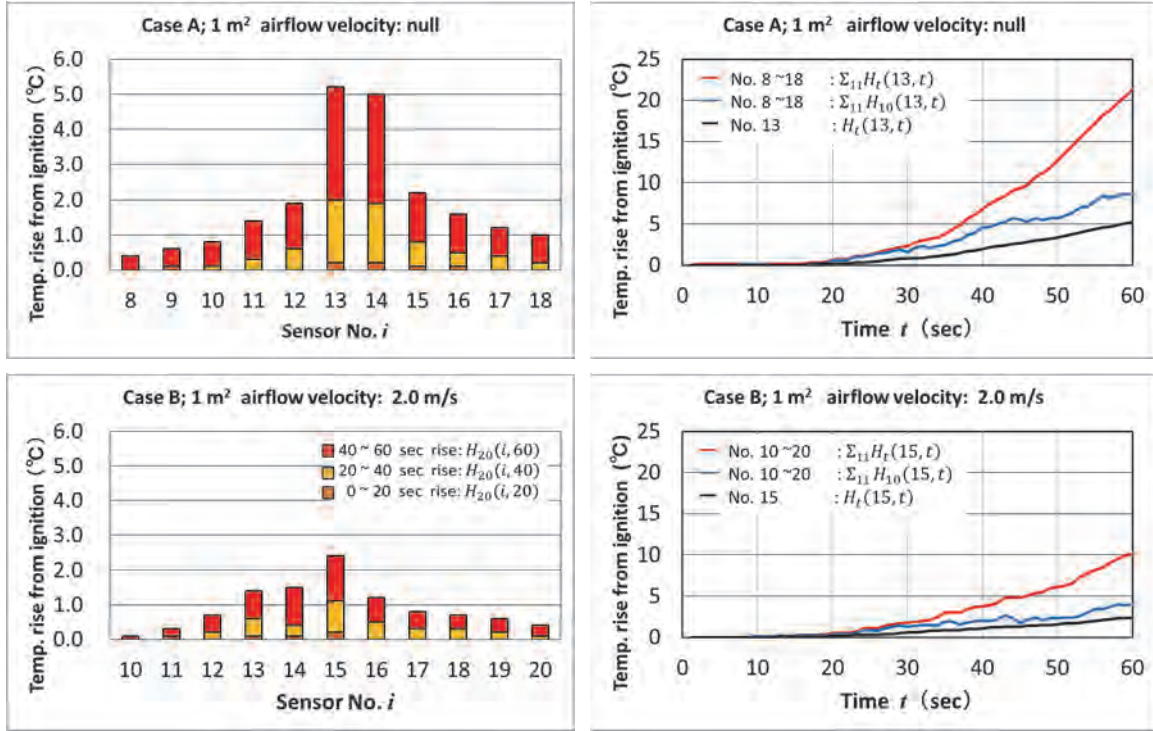 Case A; 1 m² airflow velocity: null
Temp. rise from ignition (℃)
6.0
5.0
4.0
3.0
2.0
1.0
0.0
8 9 10 11 12 13 14 15 16 17 18
Sensor No. i
Case A; 1 m² airflow velocity: null
Temp. rise from ignition (℃)
25
20
15
10
5
0
No. 8 ~18 : Σ₁₁Hₜ(13, t)
No. 8 ~18 : Σ₁₁H₁₀(13, t)
No. 13 : Hₜ(13, t)
0 10 20 30 40 50 60
Time t (sec)
Case B; 1 m² airflow velocity: 2.0 m/s
Temp. rise from ignition (℃)
6.0
5.0
4.0
3.0
2.0
1.0
0.0
40 ~ 60 sec rise: H₂₀(i, 60)
20 ~ 40 sec rise: H₂₀(i, 40)
0 ~ 20 sec rise: H₂₀(i, 20)
10 11 12 13 14 15 16 17 18 19 20
Sensor No. i
Case B; 1 m² airflow velocity: 2.0 m/s
Temp. rise from ignition (℃)
25
20
15
10
5
0
No. 10 ~20 : Σ₁₁Hₜ(15, t)
No. 10 ~20 : Σ₁₁H₁₀(15, t)
No. 15 : Hₜ(15, t)
0 10 20 30 40 50 60
Time t (sec)